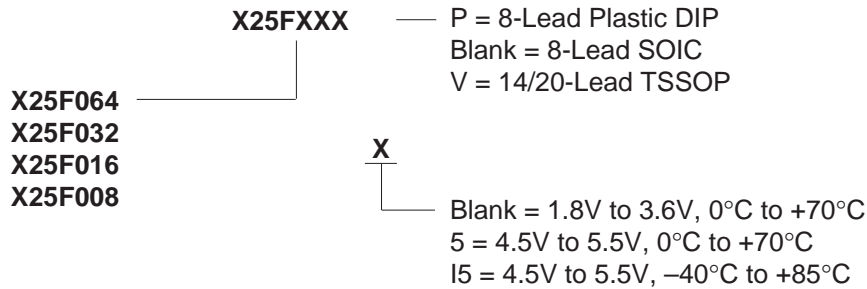 X25FXXX
P = 8-Lead Plastic DIP
Blank = 8-Lead SOIC
V = 14/20-Lead TSSOP
X25F064
X25F032
X25F016
X25F008
X
Blank = 1.8V to 3.6V, 0°C to +70°C
5 = 4.5V to 5.5V, 0°C to +70°C
I5 = 4.5V to 5.5V, –40°C to +85°C